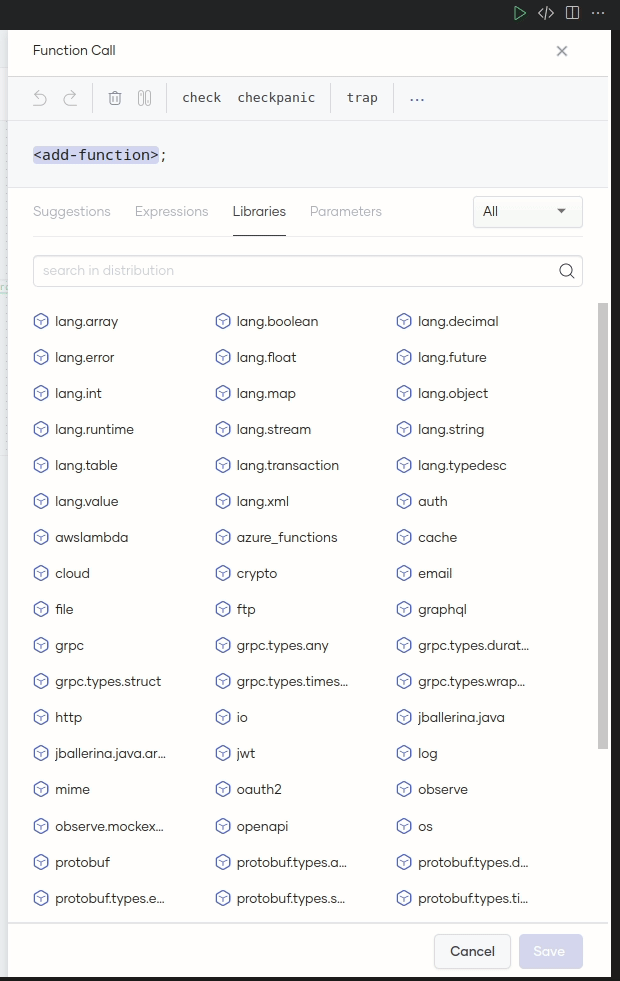 Function Call
check checkpanic trap ...
<add-function>;
Suggestions Expressions Libraries Parameters All
search in distribution
lang.array lang.boolean lang.decimal
lang.error lang.float lang.future
lang.int lang.map lang.object
lang.runtime lang.stream lang.string
lang.table lang.transaction lang.typedesc
lang.value lang.xml auth
awslambda azure_functions cache
cloud crypto email
file ftp graphql
grpc grpc.types.any grpc.types.durat...
grpc.types.struct grpc.types.times... grpc.types.wrap...
http io jballerina.java
jballerina.java.ar... jwt log
mime oauth2 observe
observe.mockex... openapi os
protobuf protobuf.types.a... protobuf.types.d...
protobuf.types.e... protobuf.types.s... protobuf.types.ti...
Cancel Save